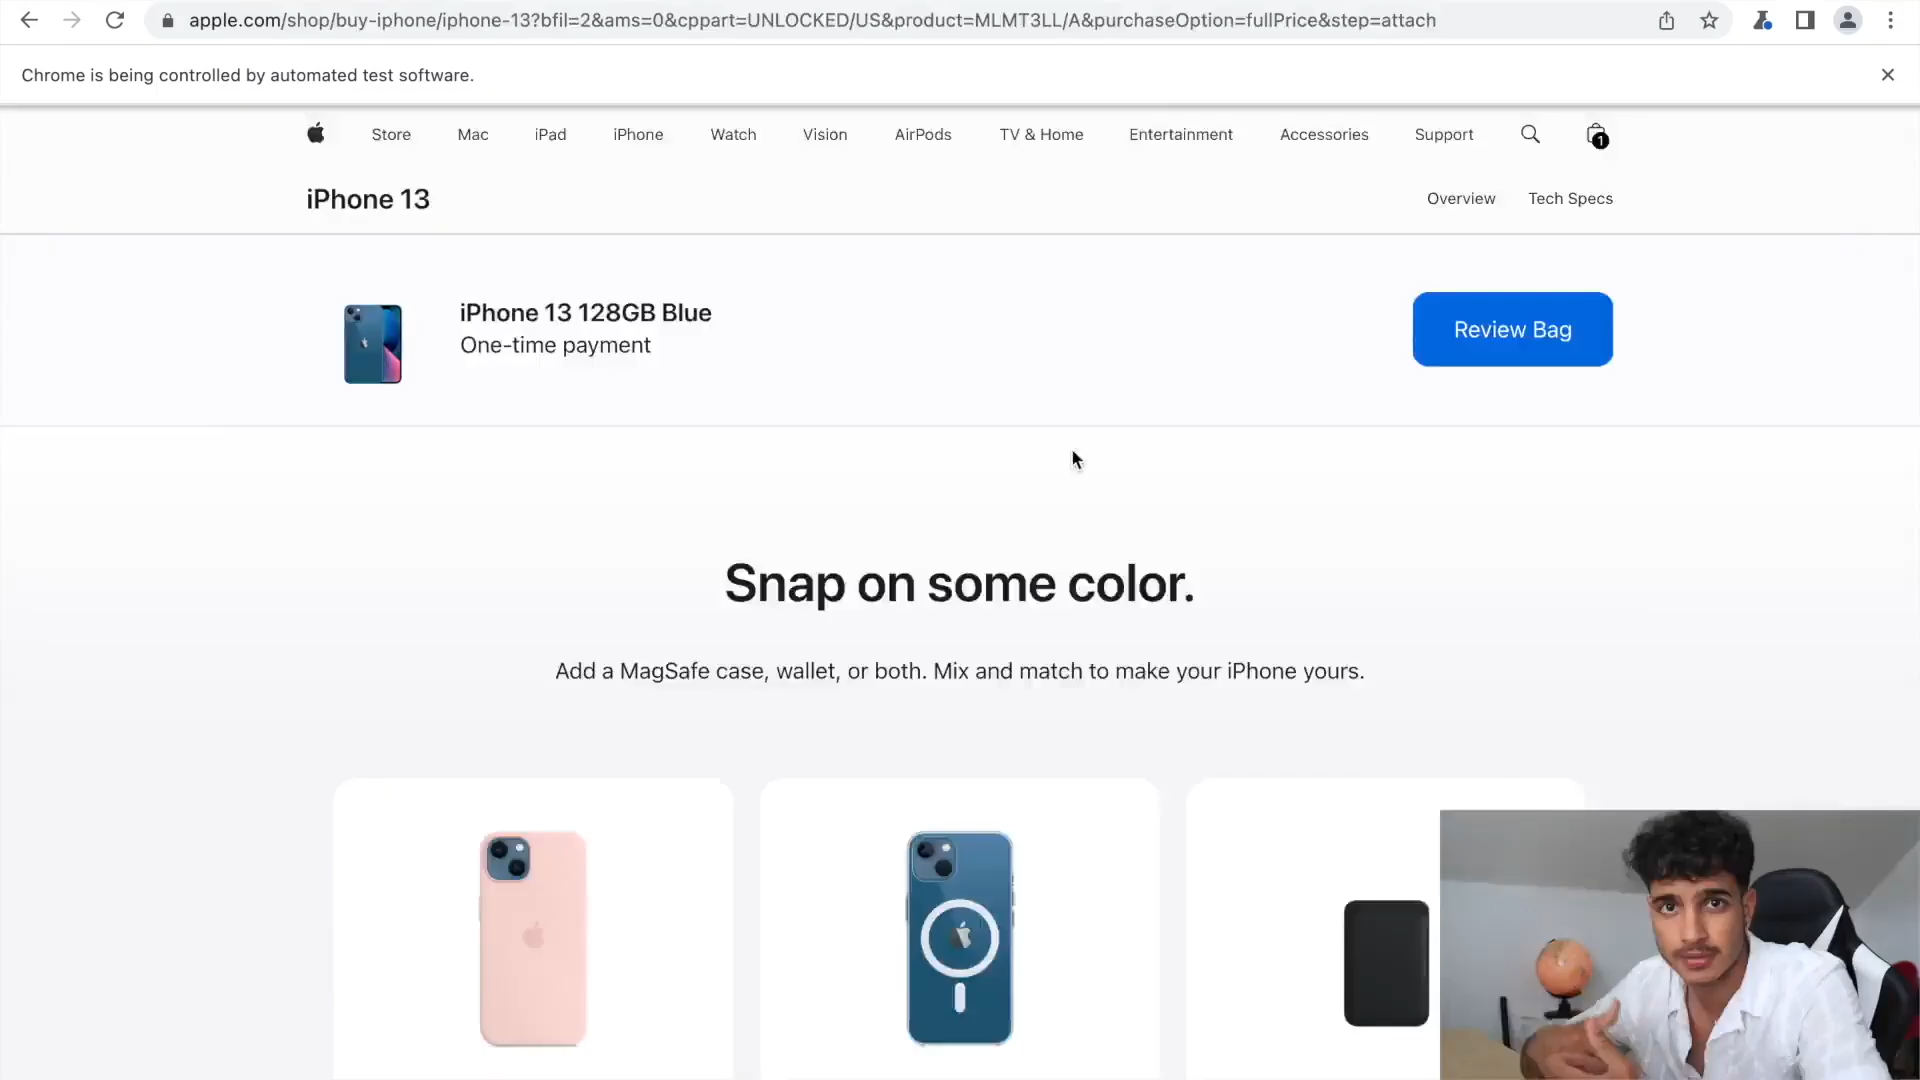 apple.com/shop/buy-iphone/iphone-13?bfil=2&ams=0&cppart=UNLOCKED/US&product=MLMT3LL/A&purchaseOption=fullPrice&step=attach
Chrome is being controlled by automated test software.
Store Mac iPad iPhone Watch Vision AirPods TV & Home Entertainment Accessories Support 1
iPhone 13 Overview Tech Specs
iPhone 13 128GB Blue
One-time payment
Review Bag
Snap on some color.
Add a MagSafe case, wallet, or both. Mix and match to make your iPhone yours.